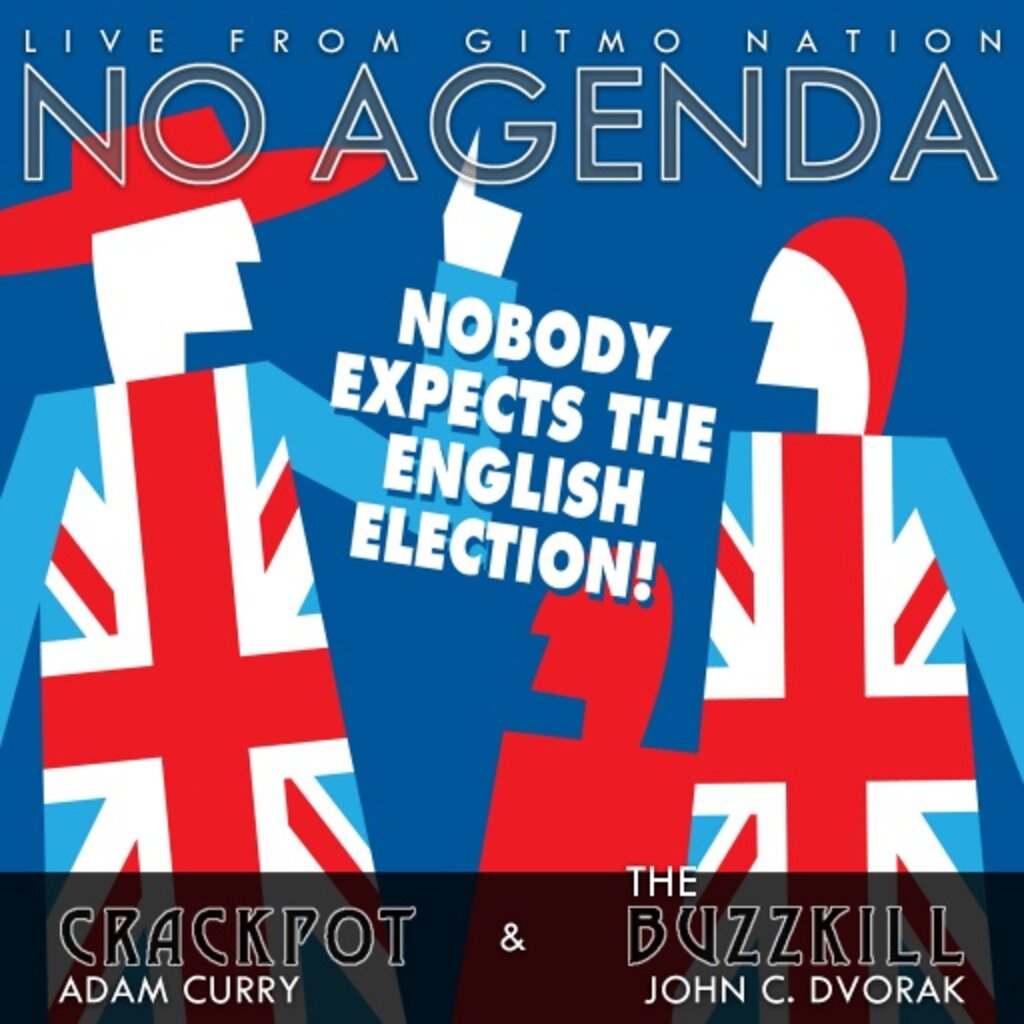 LIVE FROM GITMO NATION
NO AGENDA
NOBODY
EXPECTS THE
ENGLISH
ELECTION!
CRACKPOT
ADAM CURRY
&
THE
BUZZKILL
JOHN C. DVORAK